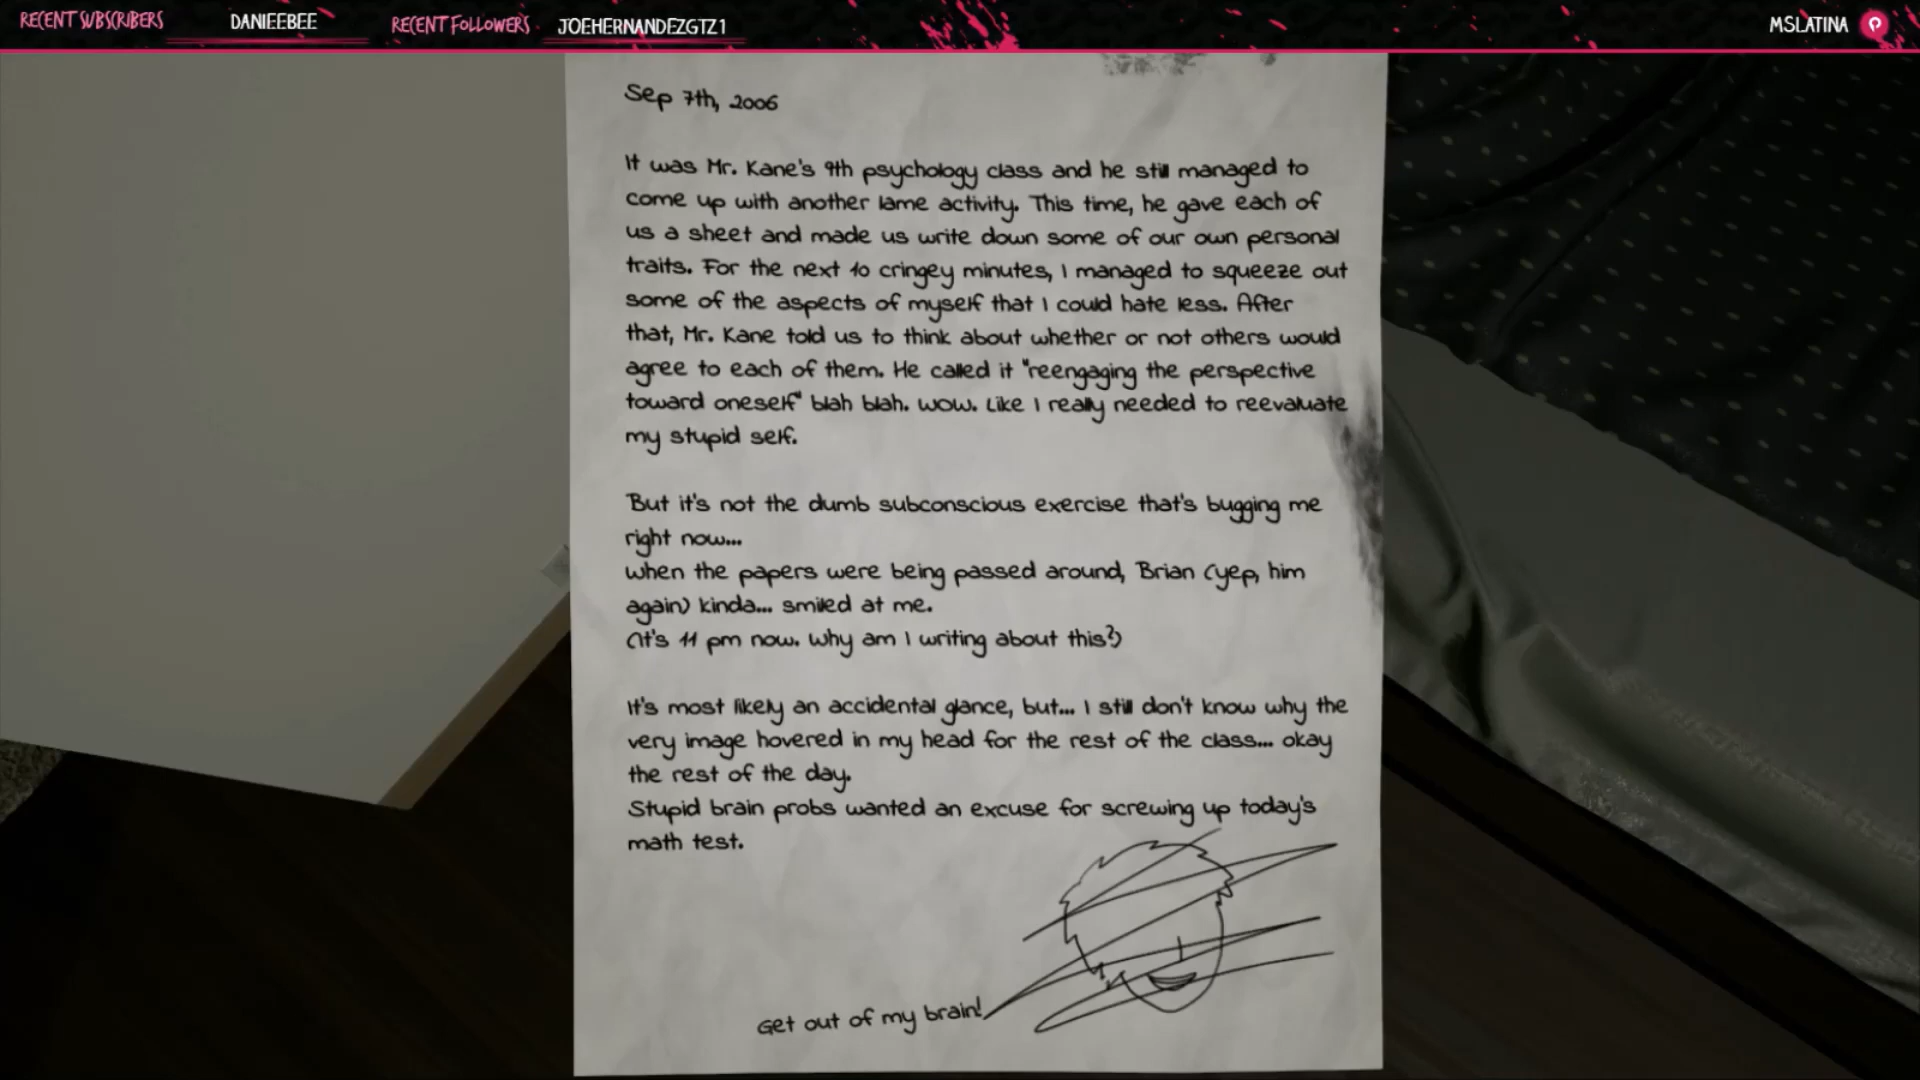 RECENT SUBSCRIBERS DANIEEBEE RECENT FOLLOWERS JOEHERNANDEZGTZ1 MSLATINA
Sep 7th, 2006
It was Mr. Kane's 9th psychology class and he still managed to
come up with another lame activity. This time, he gave each of
us a sheet and made us write down some of our own personal
traits. For the next 10 cringey minutes, I managed to squeeze out
some of the aspects of myself that I could hate less. After
that, Mr. Kane told us to think about whether or not others would
agree to each of them. He called it "reengaging the perspective
toward oneself" blah blah. Wow. Like I really needed to reevaluate
my stupid self.
But it's not the dumb subconscious exercise that's bugging me
right now...
When the papers were being passed around, Brian (yep, him
again) kinda... smiled at me.
(It's 11 pm now. Why am I writing about this?)
It's most likely an accidental glance, but... I still don't know why the
very image hovered in my head for the rest of the class... okay
the rest of the day.
Stupid brain probs wanted an excuse for screwing up today's
math test.
Get out of my brain!